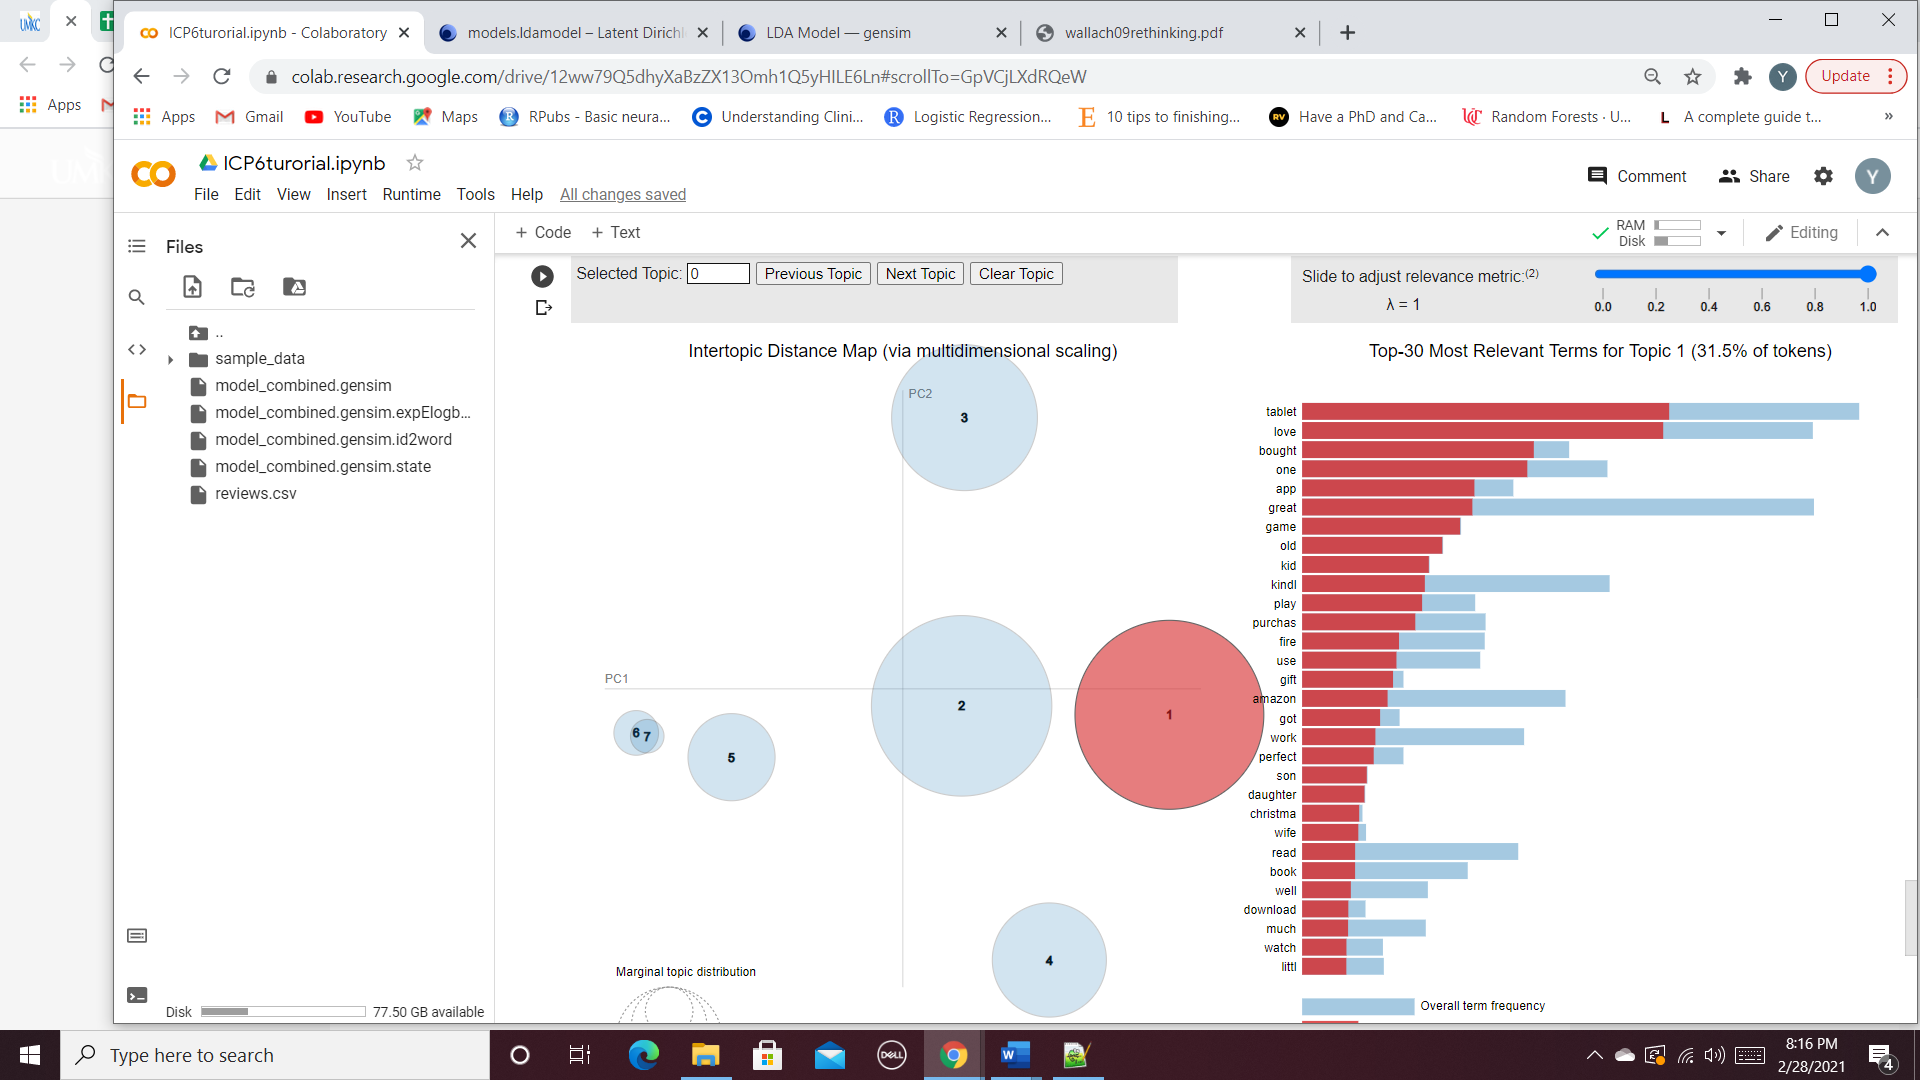 UMKC
ICP6turorial.ipynb - Colaboratory
models.ldamodel – Latent Dirichl
LDA Model — gensim
wallach09rethinking.pdf
colab.research.google.com/drive/12ww79Q5dhyXaBzZX13Omh1Q5yHILE6Ln#scrollTo=GpVCjLXdRQeW
Y
Update
Apps
Apps
Gmail
YouTube
Maps
RPubs - Basic neura...
Understanding Clini...
Logistic Regression...
10 tips to finishing...
Have a PhD and Ca...
Random Forests · U...
A complete guide t...
»
ICP6turorial.ipynb
File Edit View Insert Runtime Tools Help All changes saved
Comment
Share
Y
Files
+ Code + Text
RAM
Disk
Editing
..
sample_data
model_combined.gensim
model_combined.gensim.expElogb...
model_combined.gensim.id2word
model_combined.gensim.state
reviews.csv
Disk
77.50 GB available
Selected Topic: 0 Previous Topic Next Topic Clear Topic
Slide to adjust relevance metric:(2)
λ = 1
0.0 0.2 0.4 0.6 0.8 1.0
Intertopic Distance Map (via multidimensional scaling)
PC2
3
PC1
2
1
6 7
5
4
Marginal topic distribution
Top-30 Most Relevant Terms for Topic 1 (31.5% of tokens)
tablet
love
bought
one
app
great
game
old
kid
kindl
play
purchas
fire
use
gift
amazon
got
work
perfect
son
daughter
christma
wife
read
book
well
download
much
watch
littl
Overall term frequency
Type here to search
DELL
8:16 PM
2/28/2021
4